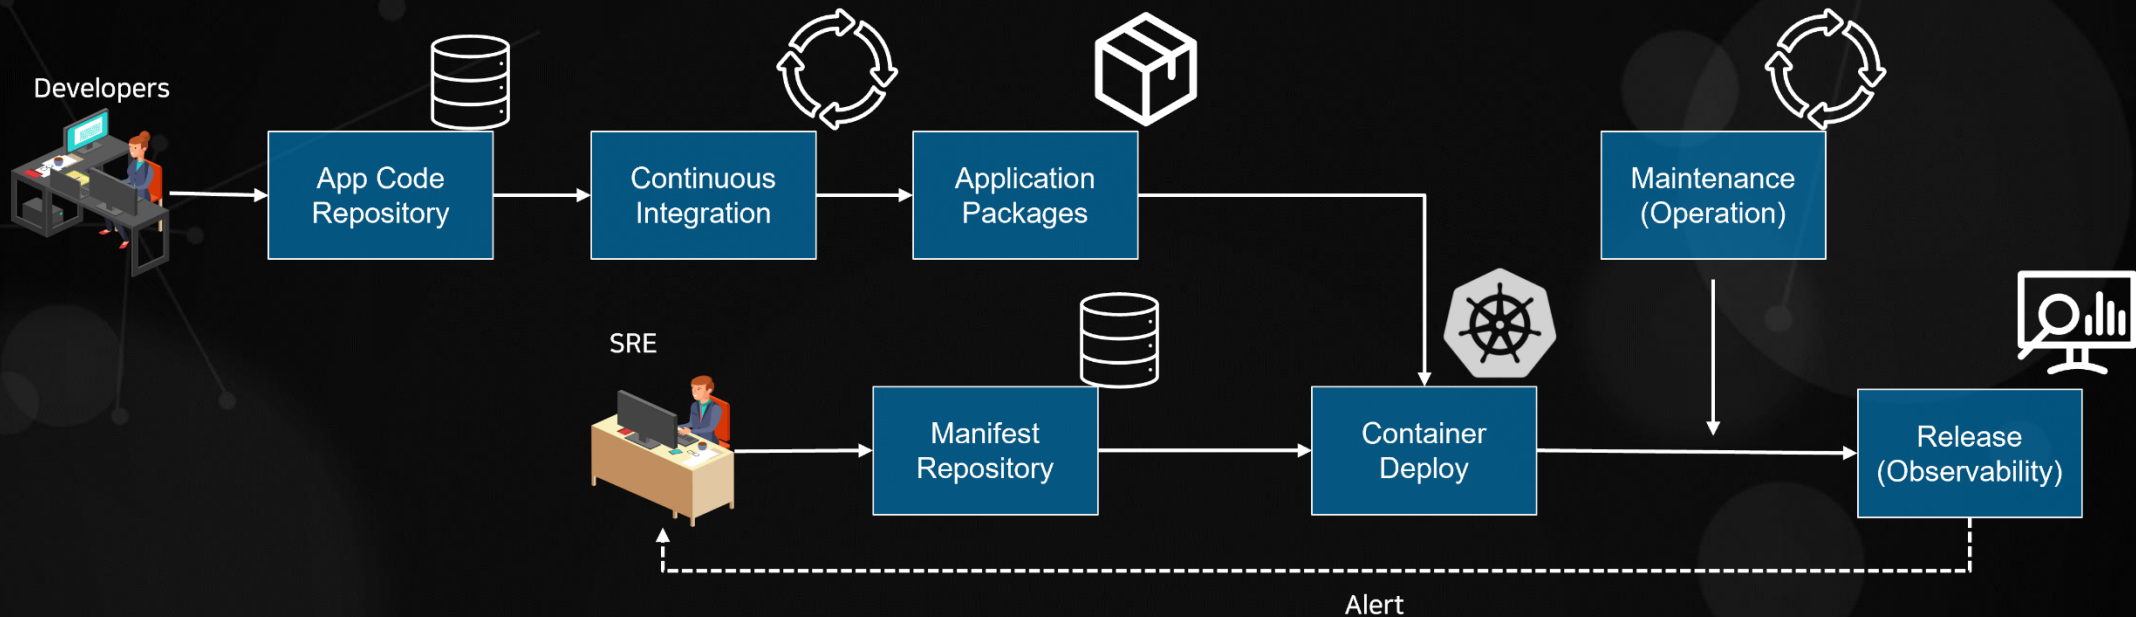 Developers
App Code
Repository
Continuous
Integration
Application
Packages
Maintenance
(Operation)
SRE
Manifest
Repository
Container
Deploy
Release
(Observability)
Alert